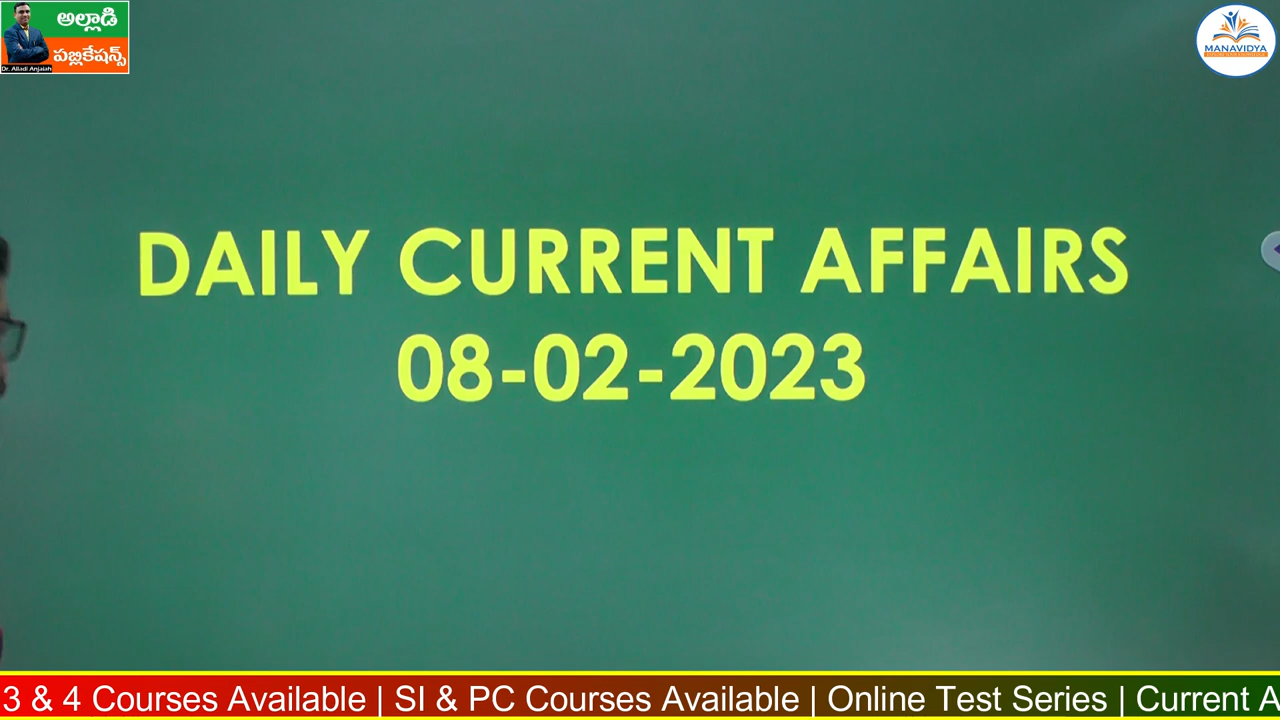 అల్లాడి
పబ్లికేషన్స్
Dr. Alladi Anjaiah
MANAVIDYA
DAILY CURRENT AFFAIRS
08-02-2023
3 & 4 Courses Available | SI & PC Courses Available | Online Test Series | Current A